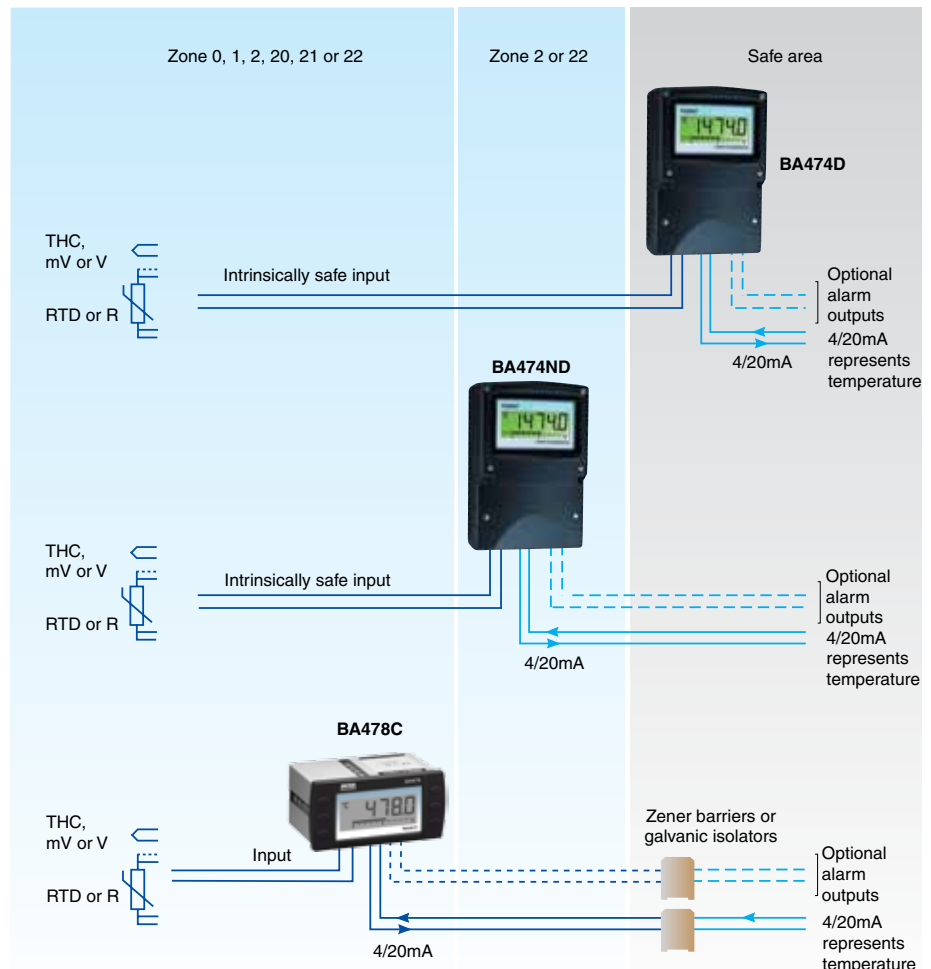 Zone 0, 1, 2, 20, 21 or 22
Zone 2 or 22
Safe area
1474.0
BA474D
THC,
mV or V
RTD or R
Intrinsically safe input
Optional
alarm
outputs
4/20mA
4/20mA
represents
temperature
BA474ND
1474.0
THC,
mV or V
RTD or R
Intrinsically safe input
Optional
alarm
outputs
4/20mA
4/20mA
represents
temperature
BA478C
°C
478.0
THC,
mV or V
RTD or R
Input
Zener barriers or
galvanic isolators
Optional
alarm
outputs
4/20mA
4/20mA
represents
temperature